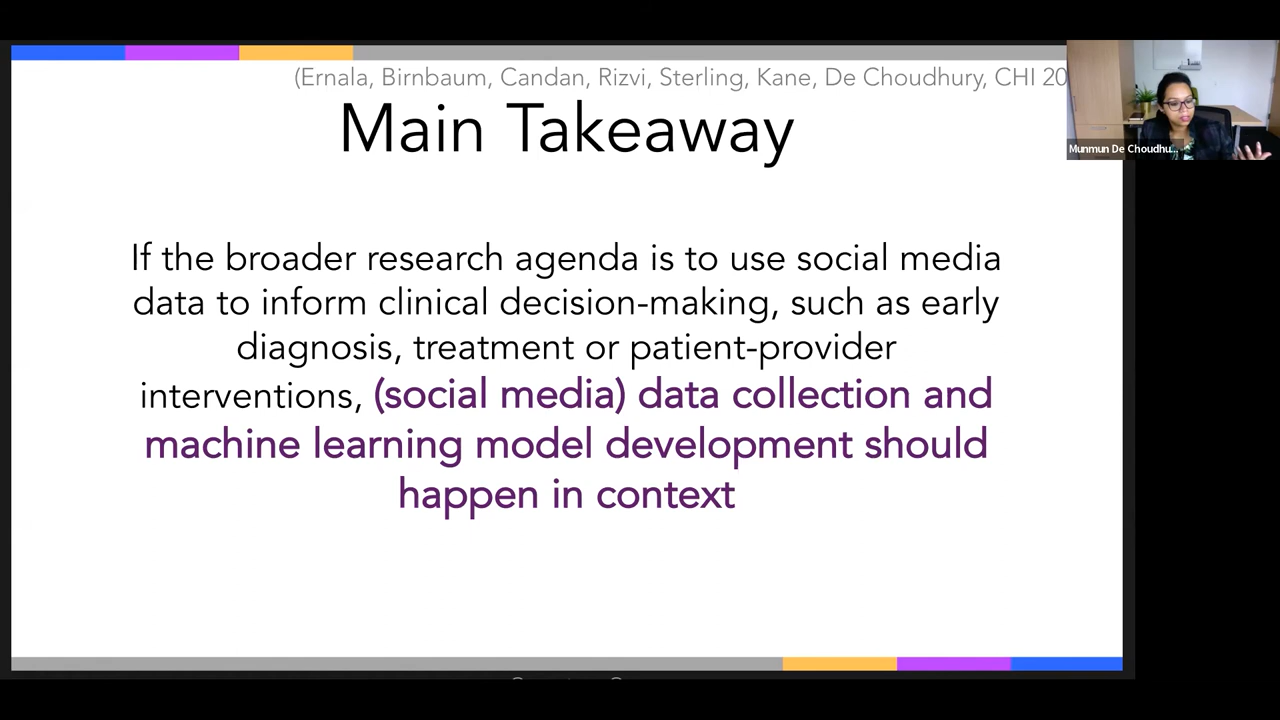 (Ernala, Birnbaum, Candan, Rizvi, Sterling, Kane, De Choudhury, CHI 20
Main Takeaway
Munmun De Choudhu...
If the broader research agenda is to use social media
data to inform clinical decision-making, such as early
diagnosis, treatment or patient-provider
interventions, (social media) data collection and
machine learning model development should
happen in context